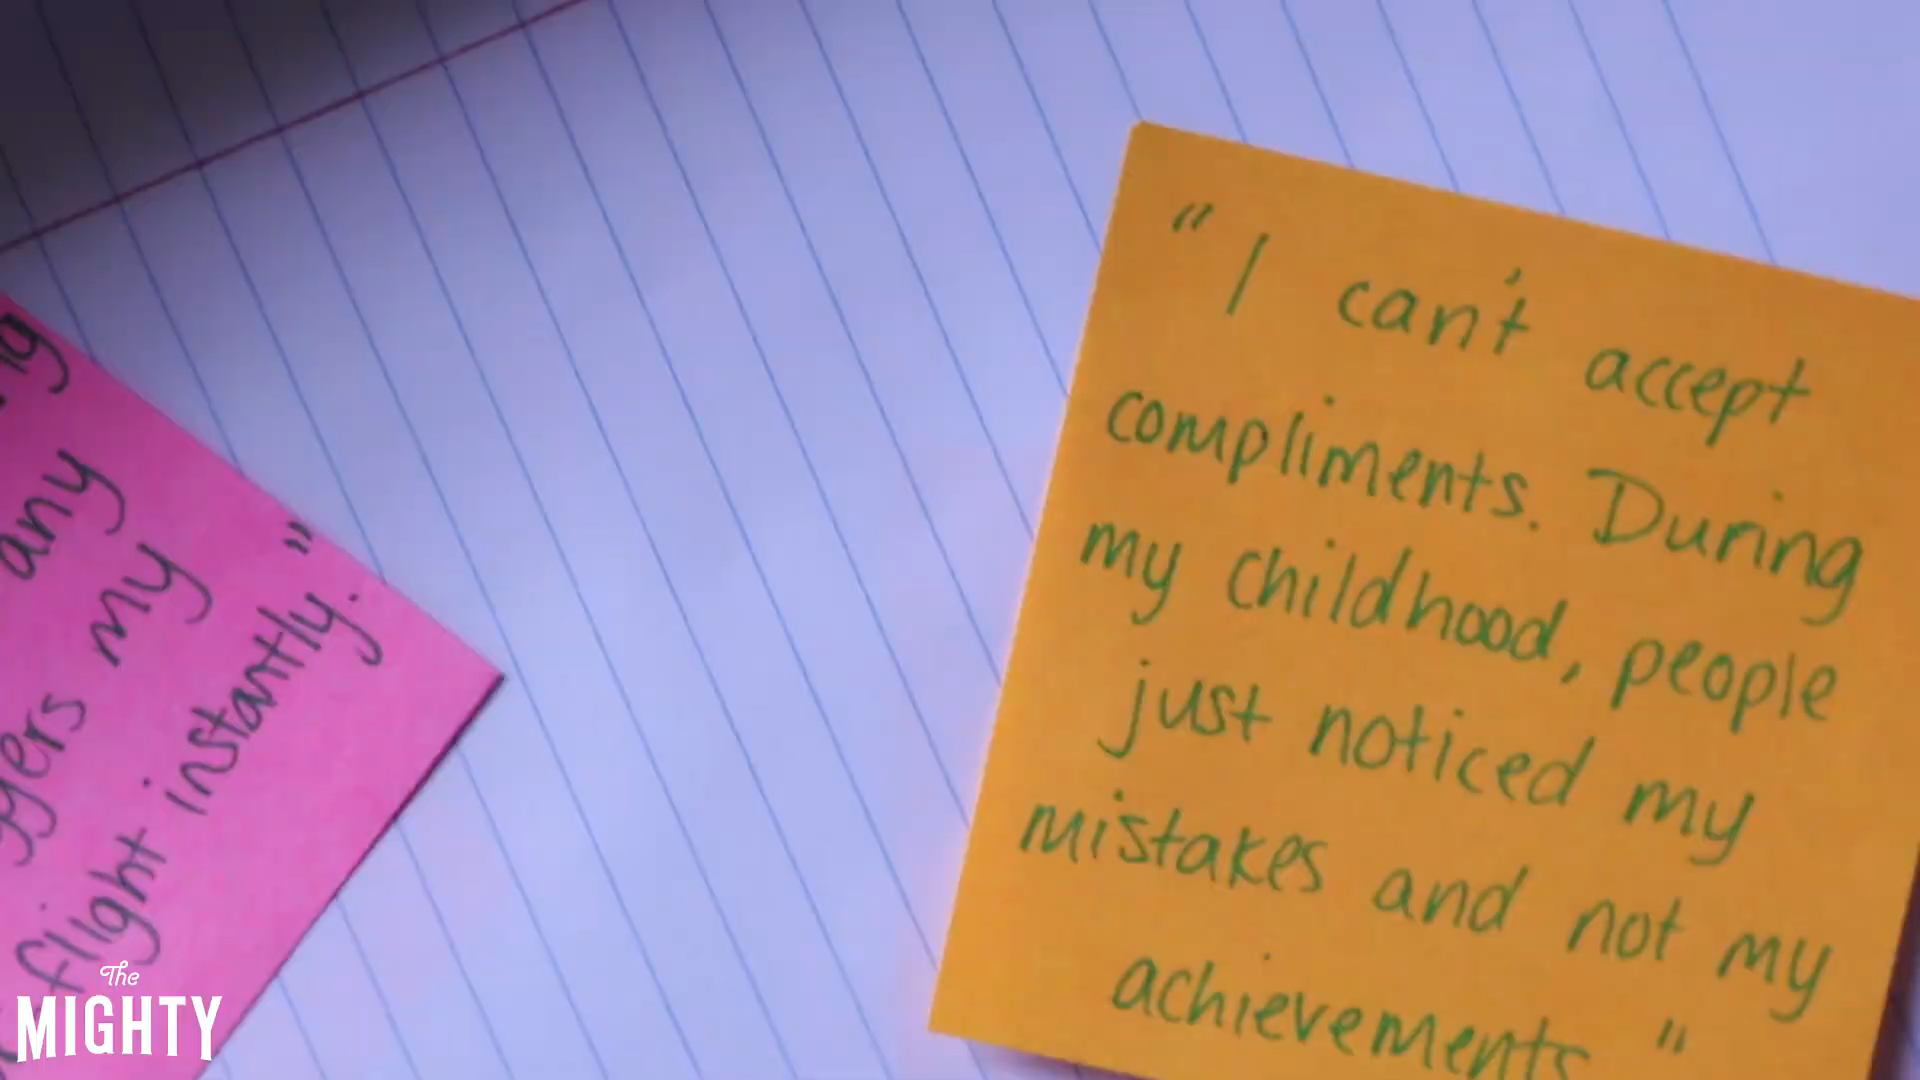 any
my
flight instantly."
"I can't accept
compliments. During
my childhood, people
just noticed my
mistakes and not my
achievements"
The
MIGHTY